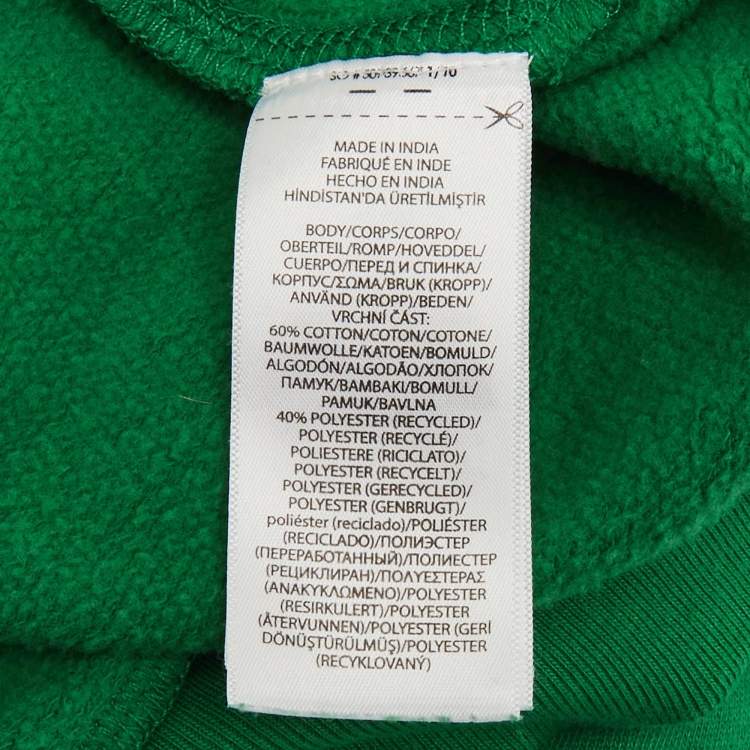 MADE IN INDIA
FABRIQUÉ EN INDE
HECHO EN INDIA
HİNDİSTAN'DA ÜRETİLMİŞTİR
BODY/CORPS/CORPO/
OBERTEIL/ROMP/HOVEDDEL/
CUERPO/ПЕРЕД И СПИНКА/
КОРПУС/ΣΩΜΑ/BRUK (KROPP)/
ANVÄND (KROPP)/BEDEN/
VRCHNÍ ČÁST:
60% COTTON/COTON/COTONE/
BAUMWOLLE/KATOEN/BOMULD/
ALGODÓN/ALGODÃO/ХЛОПОК/
ПАМУК/ΒΑΜΒΑΚΙ/BOMULL/
PAMUK/BAVLNA
40% POLYESTER (RECYCLED)/
POLYESTER (RECYCLÉ)/
POLIESTERE (RICICLATO)/
POLYESTER (RECYCELT)/
POLYESTER (GERECYCLED)/
POLYESTER (GENBRUGT)/
poliéster (reciclado)/POLIÉSTER
(RECICLADO)/ПОЛИЭСТЕР
(ПЕРЕРАБОТАННЫЙ)/ПОЛИЕСТЕР
(РЕЦИКЛИРАН)/ΠΟΛΥΕΣΤΕΡΑΣ
(ΑΝΑΚΥΚΛΩΜΕΝΟ)/POLYESTER
(RESIRKULERT)/POLYESTER
(ÅTERVUNNEN)/POLYESTER (GERİ
DÖNÜŞTÜRÜLMÜŞ)/POLYESTER
(RECYKLOVANÝ)